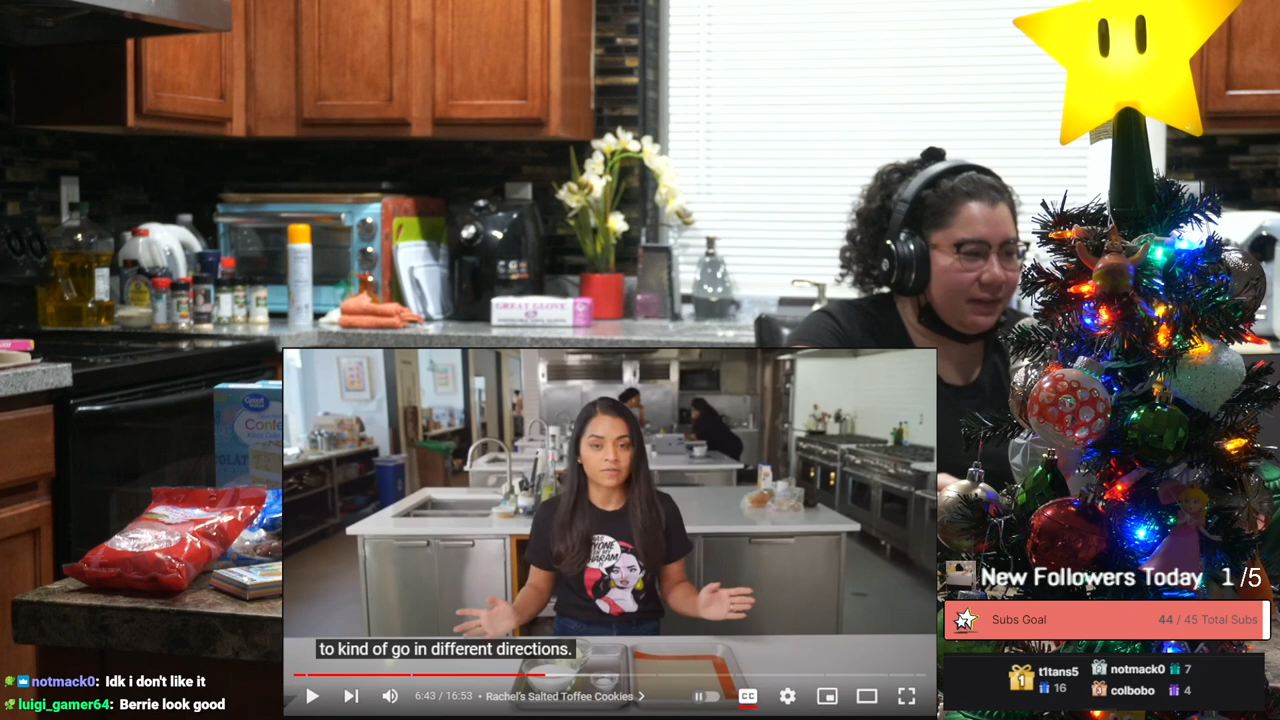 GREAT GLOVE
Great Value
to kind of go in different directions.
6:43 / 16:53 • Rachel's Salted Toffee Cookies
CC
notmack0: Idk i don't like it
luigi_gamer64: Berrie look good
New Followers Today 1 /5
Subs Goal 44 / 45 Total Subs
1 t1tans5 16
notmack0 7
colbobo 4